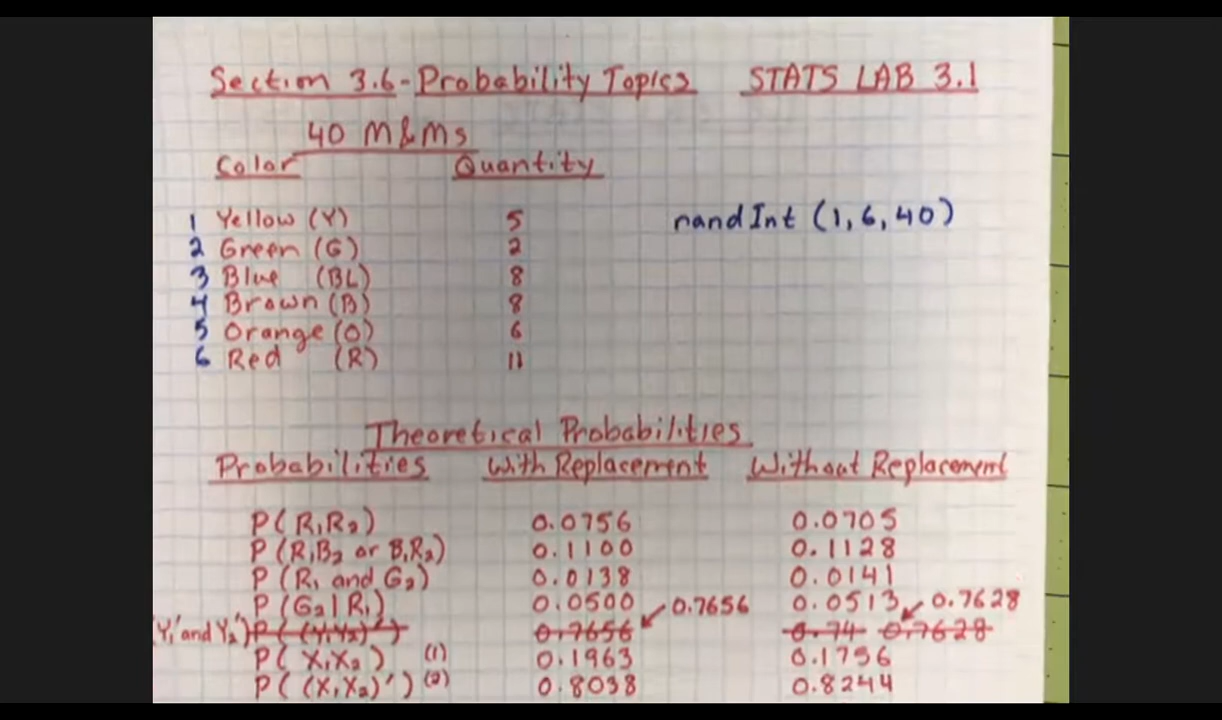 Section 3.6-Probability Topics STATS LAB 3.1
40 M&Ms
Color Quantity
1 Yellow (Y) 5 randInt (1,6,40)
2 Green (G) 2
3 Blue (BL) 8
4 Brown (B) 8
5 Orange (O) 6
6 Red (R) 11
Theoretical Probabilities
Probabilities With Replacement Without Replacement
P(R₁R₂) 0.0756 0.0705
P(R₁B₂ or B₁R₂) 0.1100 0.1128
P(R₁ and G₂) 0.0138 0.0141
P(G₂|R₁) 0.0500 0.7656 0.0513 0.7628
Y₁' and Y₂') P((Y₁Y₂)') 0.7656 0.74 0.7628
P(X₁X₂) (1) 0.1963 0.1756
P((X₁X₂)') (2) 0.8038 0.8244